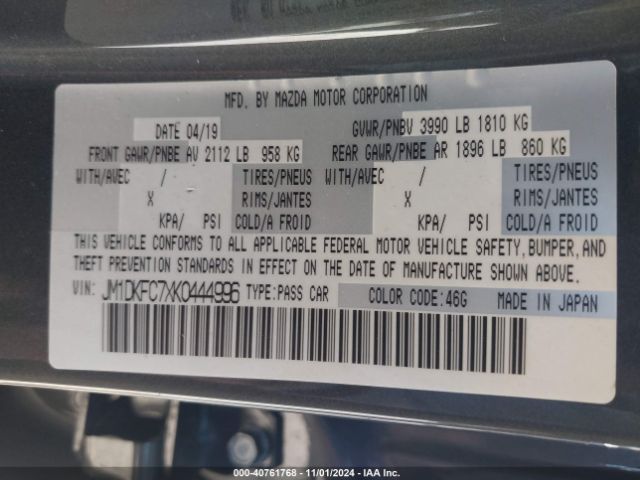 MFD. BY MAZDA MOTOR CORPORATION
DATE 04/19 GVWR/PNBV 3990 LB 1810 KG
FRONT GAWR/PNBE AV 2112 LB 958 KG REAR GAWR/PNBE AR 1896 LB 860 KG
WITH/AVEC / TIRES/PNEUS WITH/AVEC / TIRES/PNEUS
X RIMS/JANTES X RIMS/JANTES
KPA/ PSI COLD/A FROID KPA/ PSI COLD/A FROID
THIS VEHICLE CONFORMS TO ALL APPLICABLE FEDERAL MOTOR VEHICLE SAFETY, BUMPER, AND
THEFT PREVENTION STANDARDS IN EFFECT ON THE DATE OF MANUFACTURE SHOWN ABOVE.
VIN: JM1DKFC7XK0444996 TYPE:PASS CAR COLOR CODE:46G MADE IN JAPAN
000-40761768 - 11/01/2024 - IAA Inc.